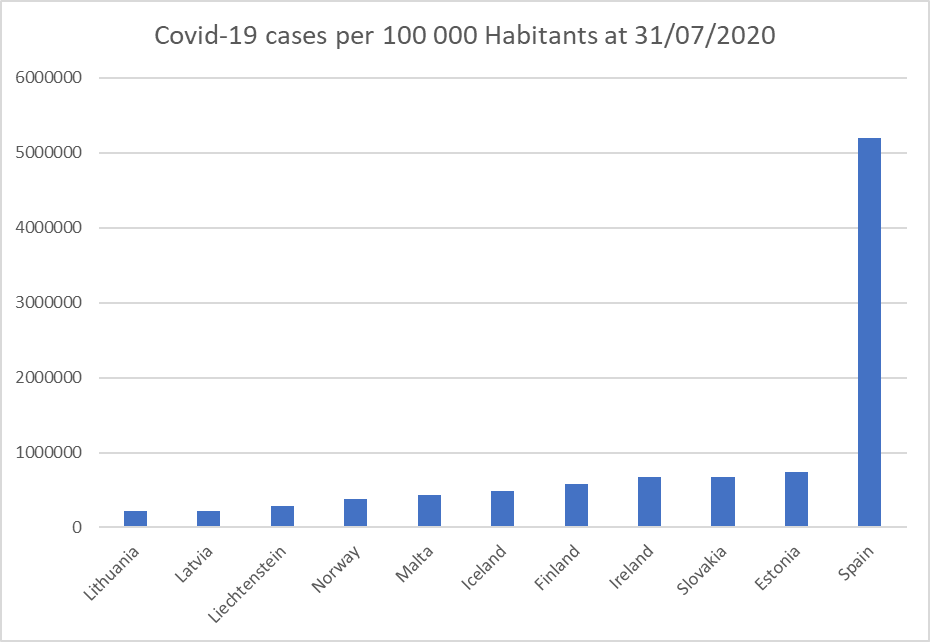 Covid-19 cases per 100 000 Habitants at 31/07/2020
6000000
5000000
4000000
3000000
2000000
1000000
0
Lithuania
Latvia
Liechtenstein
Norway
Malta
Iceland
Finland
Ireland
Slovakia
Estonia
Spain